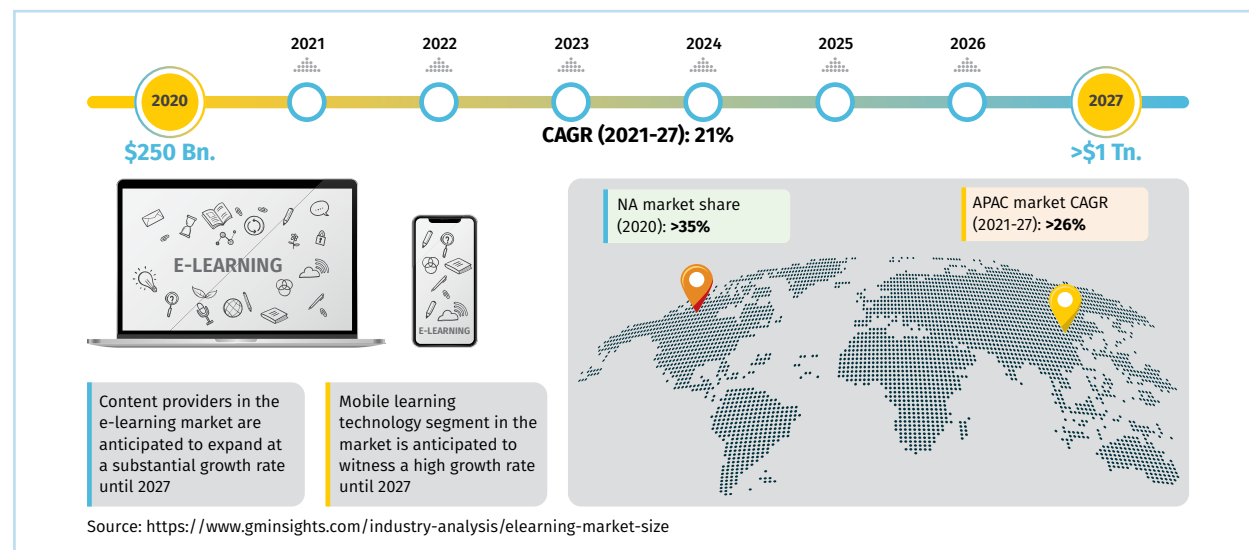 2021
2022
2023
2024
2025
2026
2020
2027
$250 Bn.
CAGR (2021-27): 21%
>$1 Tn.
E-LEARNING
E-LEARNING
NA market share
(2020): >35%
APAC market CAGR
(2021-27): >26%
Content providers in the
e-learning market are
anticipated to expand at
a substantial growth rate
until 2027
Mobile learning
technology segment in the
market is anticipated to
witness a high growth rate
until 2027
Source: https://www.gminsights.com/industry-analysis/elearning-market-size